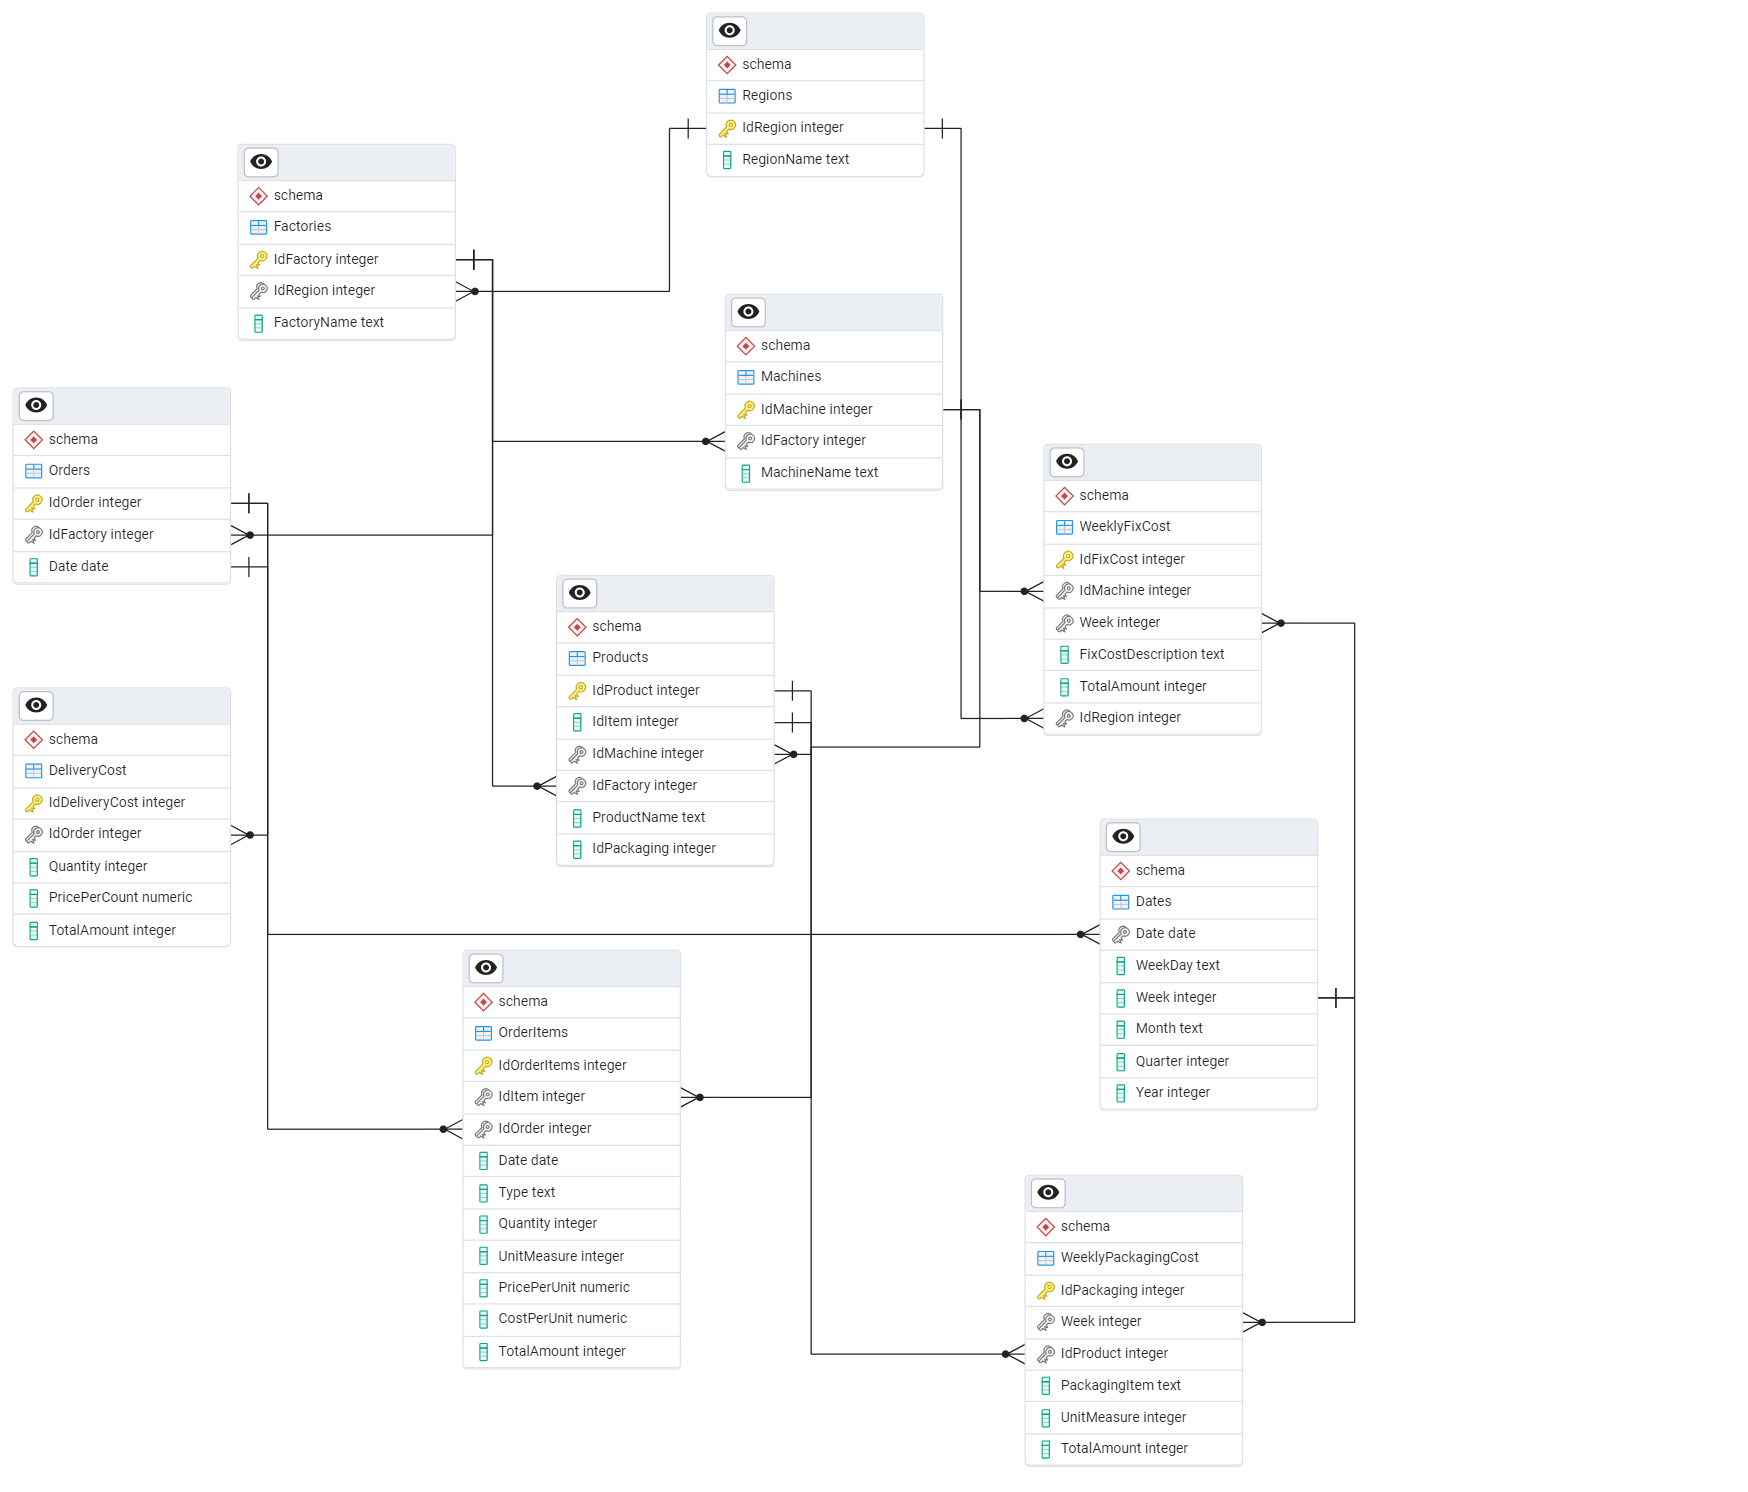 schema
Regions
IdRegion integer
RegionName text
schema
Factories
IdFactory integer
IdRegion integer
FactoryName text
schema
Machines
IdMachine integer
IdFactory integer
MachineName text
schema
Orders
IdOrder integer
IdFactory integer
Date date
schema
WeeklyFixCost
IdFixCost integer
IdMachine integer
Week integer
FixCostDescription text
TotalAmount integer
IdRegion integer
schema
Products
IdProduct integer
IdItem integer
IdMachine integer
IdFactory integer
ProductName text
IdPackaging integer
schema
DeliveryCost
IdDeliveryCost integer
IdOrder integer
Quantity integer
PricePerCount numeric
TotalAmount integer
schema
Dates
Date date
WeekDay text
Week integer
Month text
Quarter integer
Year integer
schema
OrderItems
IdOrderItems integer
IdItem integer
IdOrder integer
Date date
Type text
Quantity integer
UnitMeasure integer
PricePerUnit numeric
CostPerUnit numeric
TotalAmount integer
schema
WeeklyPackagingCost
IdPackaging integer
Week integer
IdProduct integer
PackagingItem text
UnitMeasure integer
TotalAmount integer